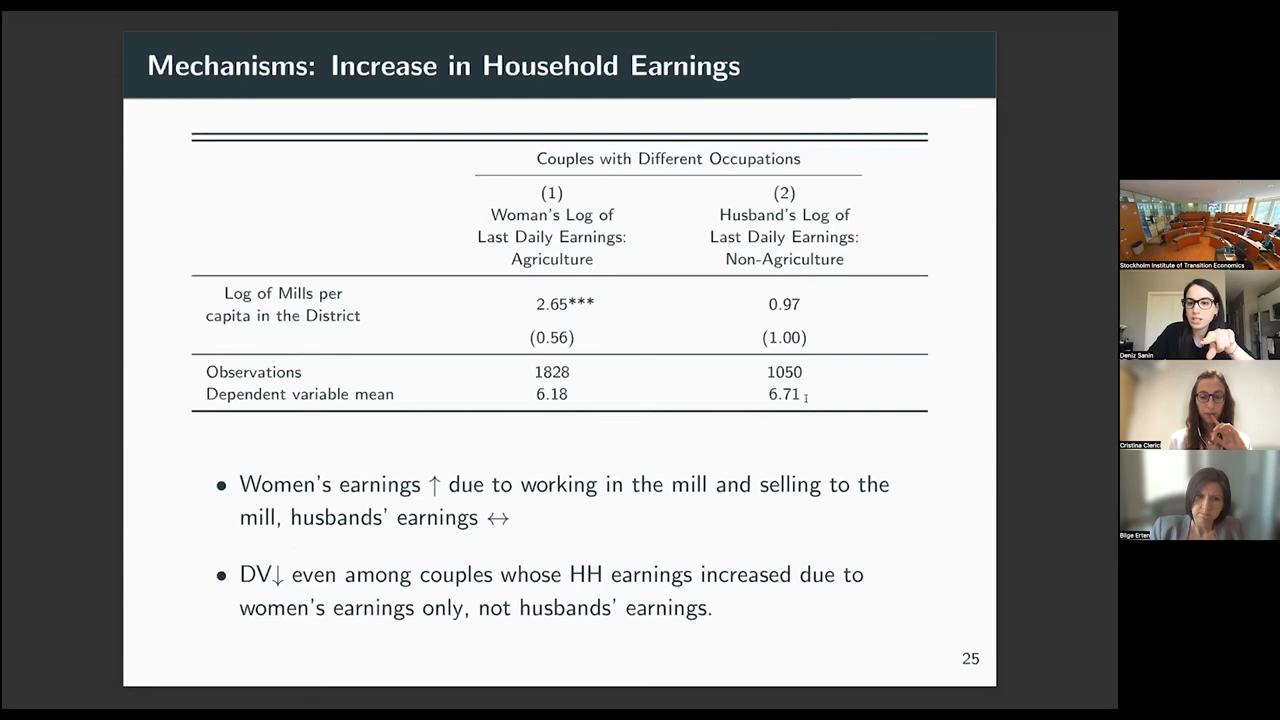 Mechanisms: Increase in Household Earnings
Couples with Different Occupations
(1) (2)
Woman's Log of Husband's Log of
Last Daily Earnings: Last Daily Earnings:
Agriculture Non-Agriculture
Log of Mills per
capita in the District
2.65*** 0.97
(0.56) (1.00)
Observations 1828 1050
Dependent variable mean 6.18 6.71
• Women's earnings ↑ due to working in the mill and selling to the
mill, husbands' earnings ↔
• DV↓ even among couples whose HH earnings increased due to
women's earnings only, not husbands' earnings.
25
Stockholm Institute of Transition Economics
Deniz Sanin
Cristina Clerici
Bilge Erten